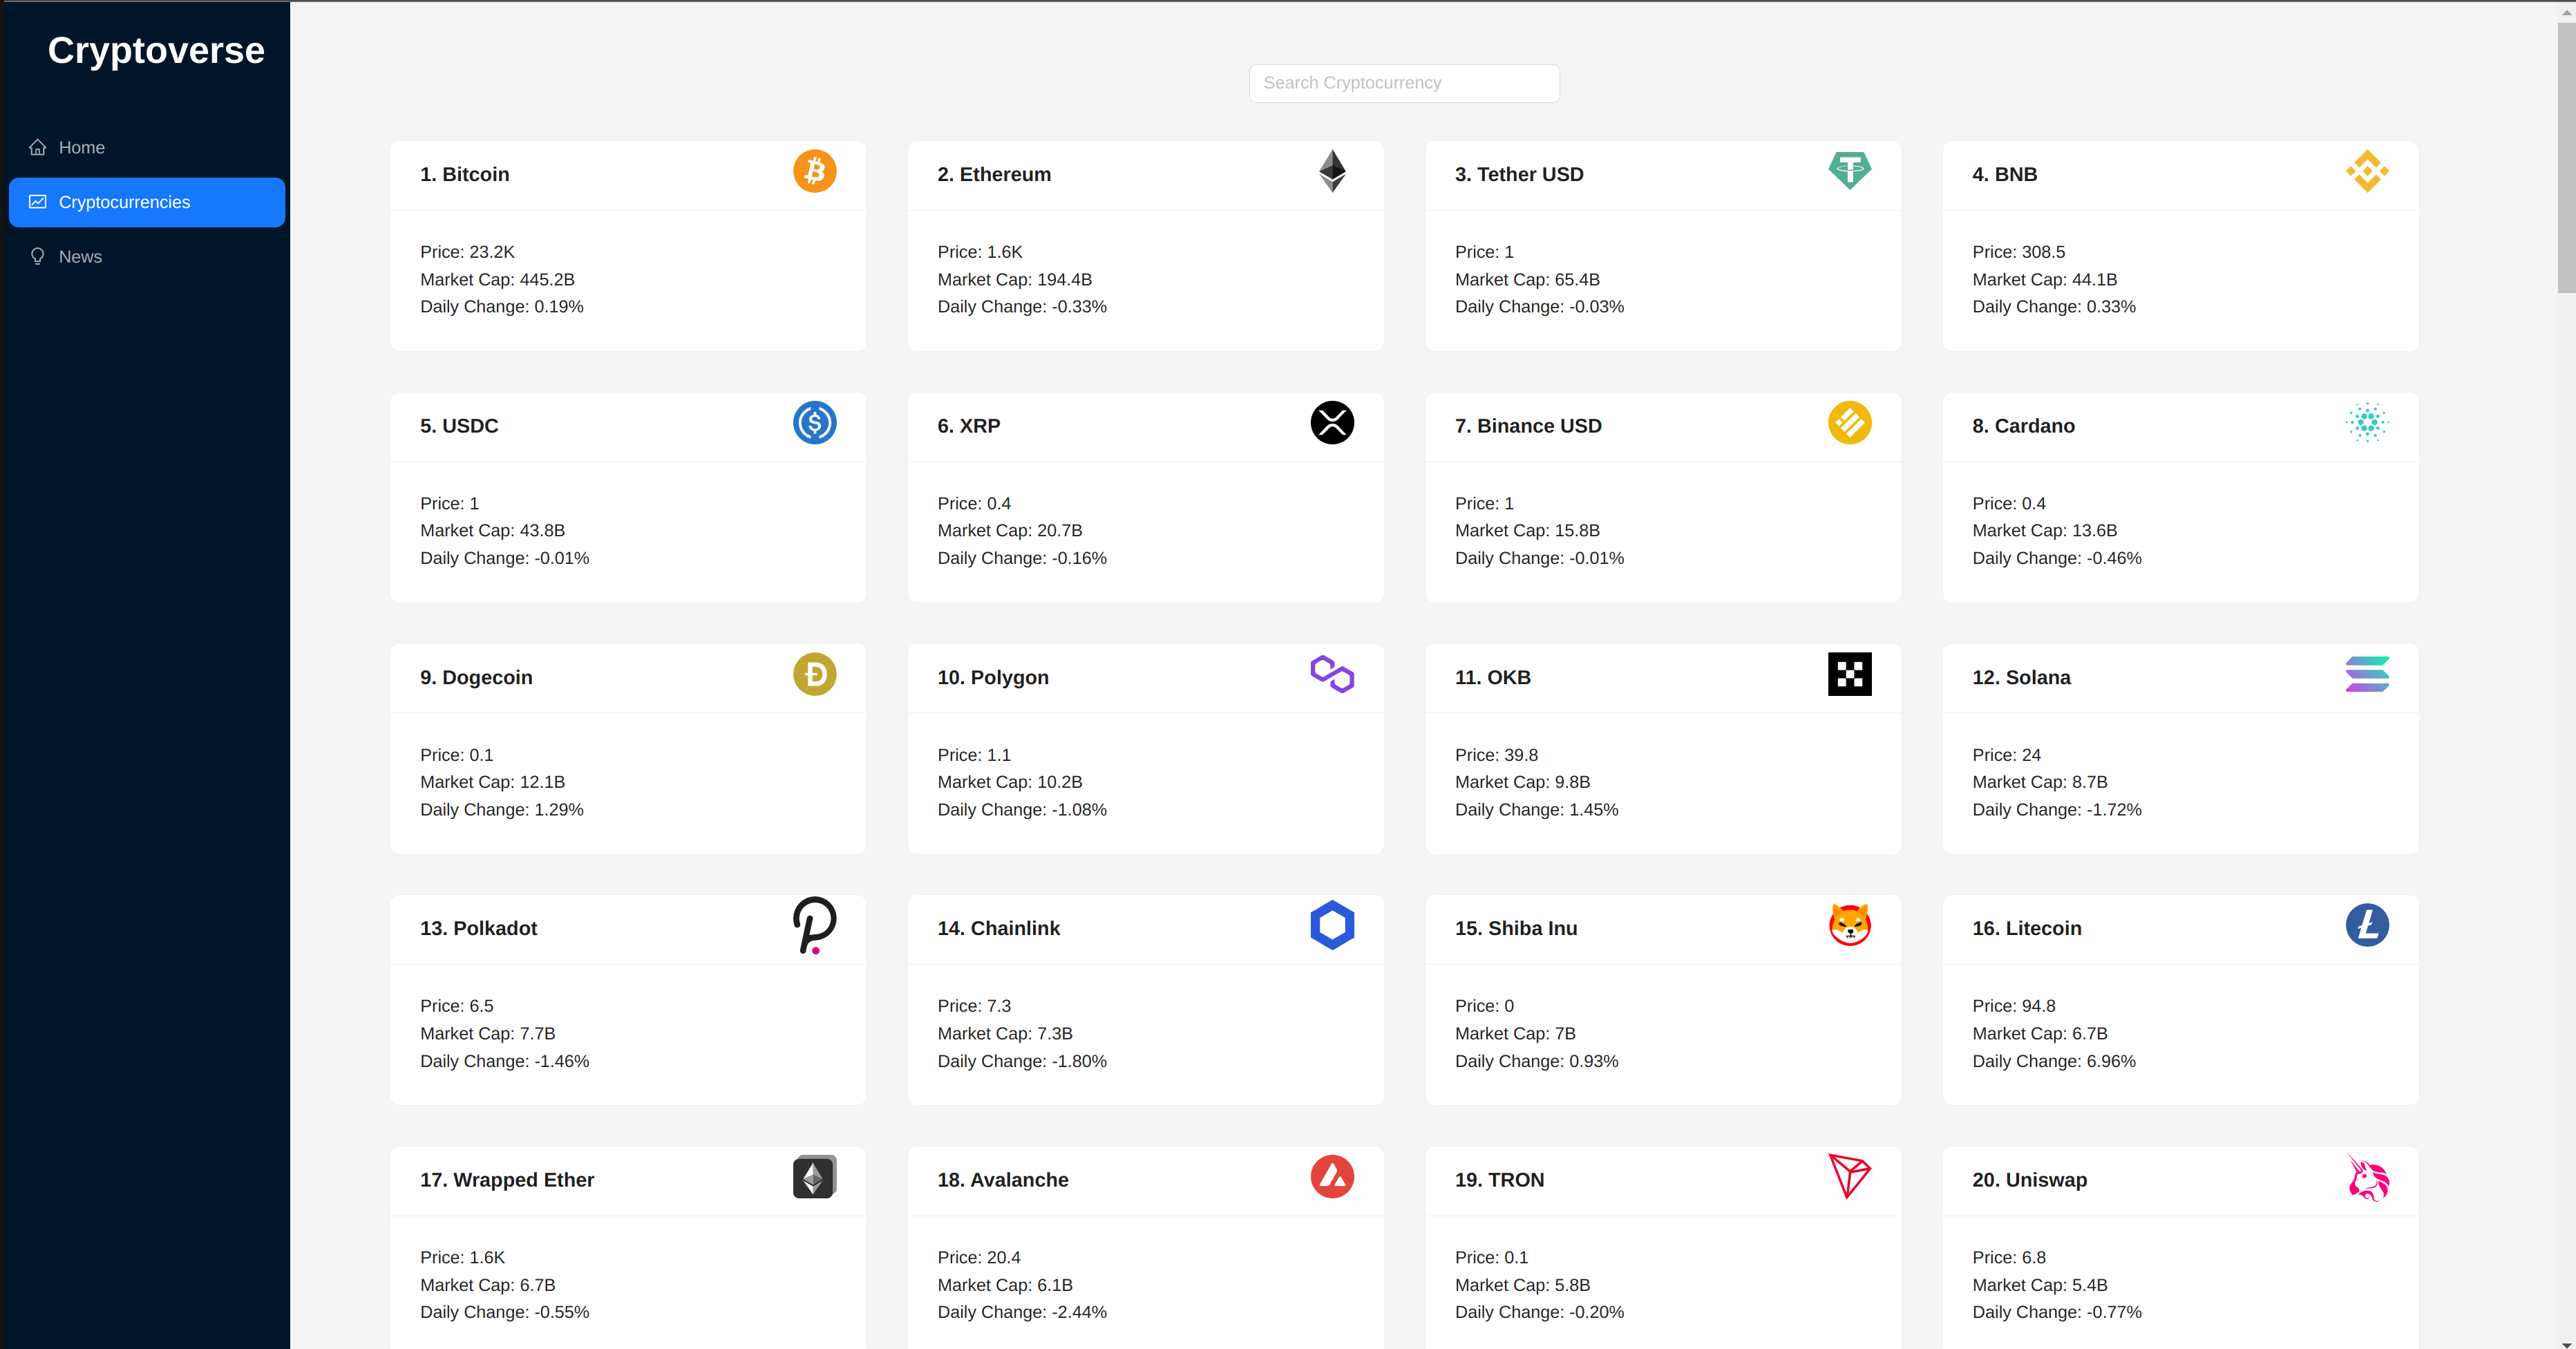 Cryptoverse
Home
Cryptocurrencies
News
Search Cryptocurrency
1. Bitcoin
Price: 23.2K
Market Cap: 445.2B
Daily Change: 0.19%
2. Ethereum
Price: 1.6K
Market Cap: 194.4B
Daily Change: -0.33%
3. Tether USD
Price: 1
Market Cap: 65.4B
Daily Change: -0.03%
4. BNB
Price: 308.5
Market Cap: 44.1B
Daily Change: 0.33%
5. USDC
Price: 1
Market Cap: 43.8B
Daily Change: -0.01%
6. XRP
Price: 0.4
Market Cap: 20.7B
Daily Change: -0.16%
7. Binance USD
Price: 1
Market Cap: 15.8B
Daily Change: -0.01%
8. Cardano
Price: 0.4
Market Cap: 13.6B
Daily Change: -0.46%
9. Dogecoin
Price: 0.1
Market Cap: 12.1B
Daily Change: 1.29%
10. Polygon
Price: 1.1
Market Cap: 10.2B
Daily Change: -1.08%
11. OKB
Price: 39.8
Market Cap: 9.8B
Daily Change: 1.45%
12. Solana
Price: 24
Market Cap: 8.7B
Daily Change: -1.72%
13. Polkadot
Price: 6.5
Market Cap: 7.7B
Daily Change: -1.46%
14. Chainlink
Price: 7.3
Market Cap: 7.3B
Daily Change: -1.80%
15. Shiba Inu
Price: 0
Market Cap: 7B
Daily Change: 0.93%
16. Litecoin
Price: 94.8
Market Cap: 6.7B
Daily Change: 6.96%
17. Wrapped Ether
Price: 1.6K
Market Cap: 6.7B
Daily Change: -0.55%
18. Avalanche
Price: 20.4
Market Cap: 6.1B
Daily Change: -2.44%
19. TRON
Price: 0.1
Market Cap: 5.8B
Daily Change: -0.20%
20. Uniswap
Price: 6.8
Market Cap: 5.4B
Daily Change: -0.77%